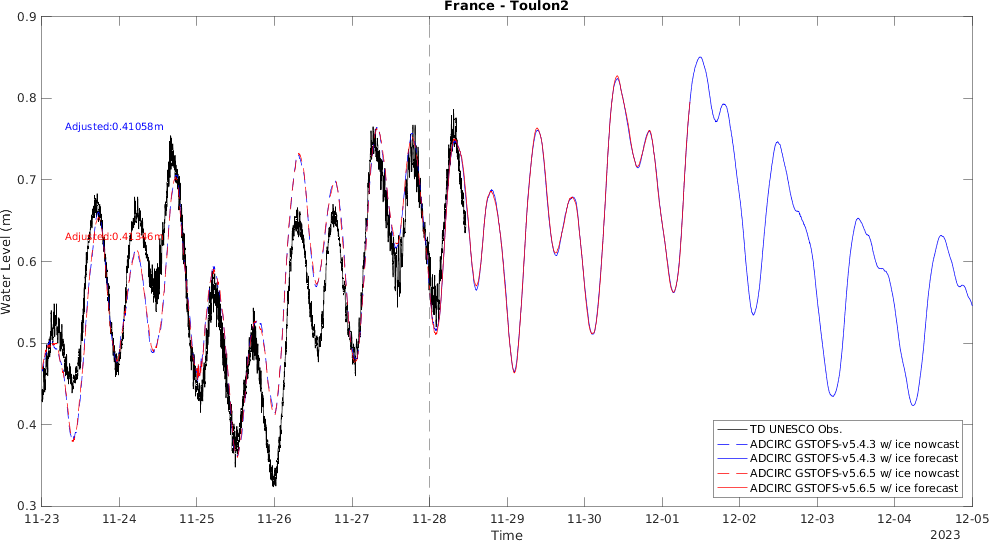 France - Toulon2
0.9
0.8
0.7
0.6
0.5
0.4
0.3
Water Level (m)
Adjusted:0.41058m
Adjusted:0.41346m
TD UNESCO Obs.
ADCIRC GSTOFS-v5.4.3 w/ ice nowcast
ADCIRC GSTOFS-v5.4.3 w/ ice forecast
ADCIRC GSTOFS-v5.6.5 w/ ice nowcast
ADCIRC GSTOFS-v5.6.5 w/ ice forecast
11-23 11-24 11-25 11-26 11-27 11-28 11-29 11-30 12-01 12-02 12-03 12-04 12-05
Time
2023